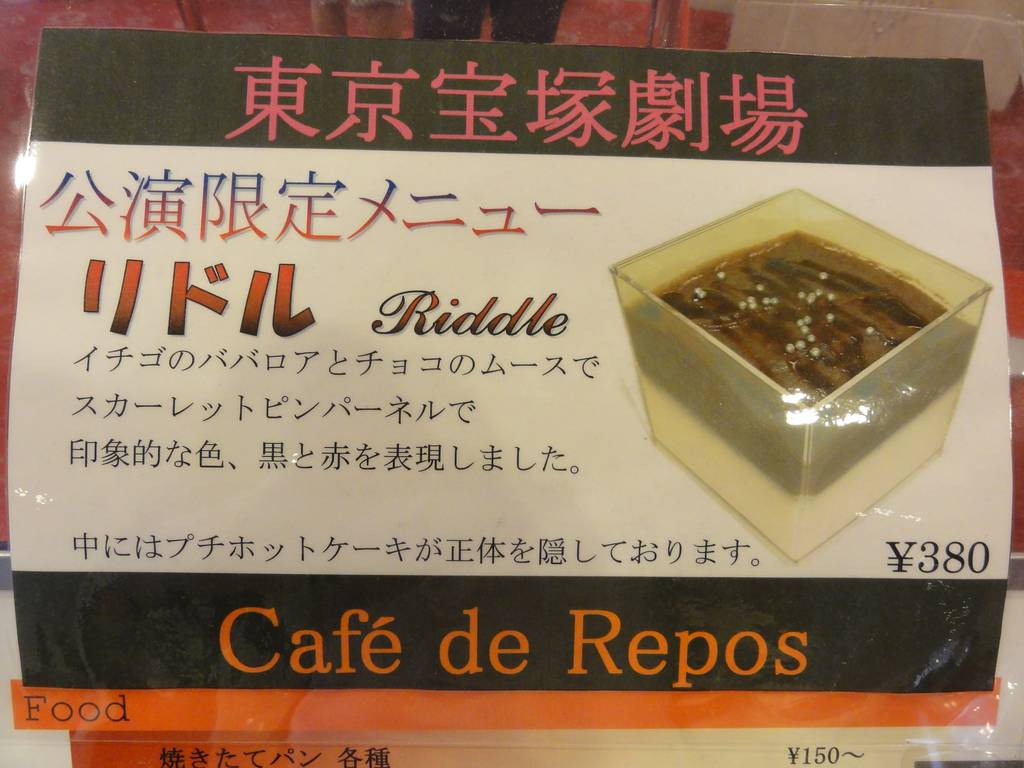 東京宝塚劇場
公演限定メニュー
リドル Riddle
イチゴのババロアとチョコのムースで
スカーレットピンパーネルで
印象的な色、黒と赤を表現しました。
中にはプチホットケーキが正体を隠しております。
¥380
Café de Repos
Food
焼きたてパン 各種 ¥150～